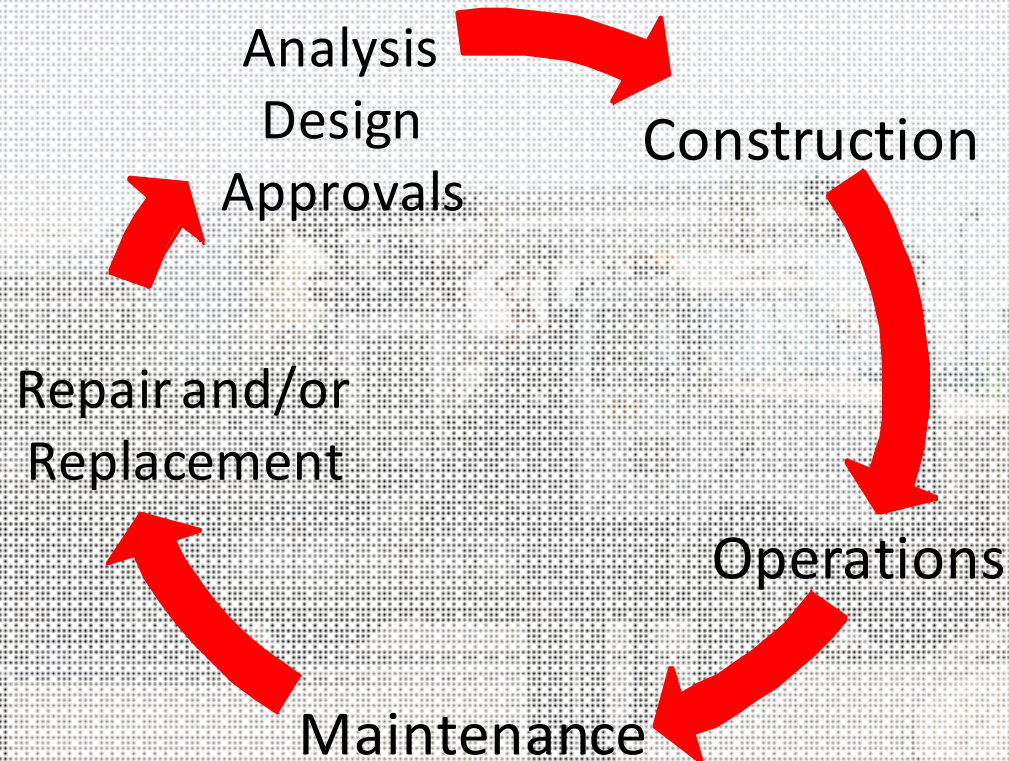 Analysis
Design
Approvals
Construction
Operations
Maintenance
Repair and/or
Replacement